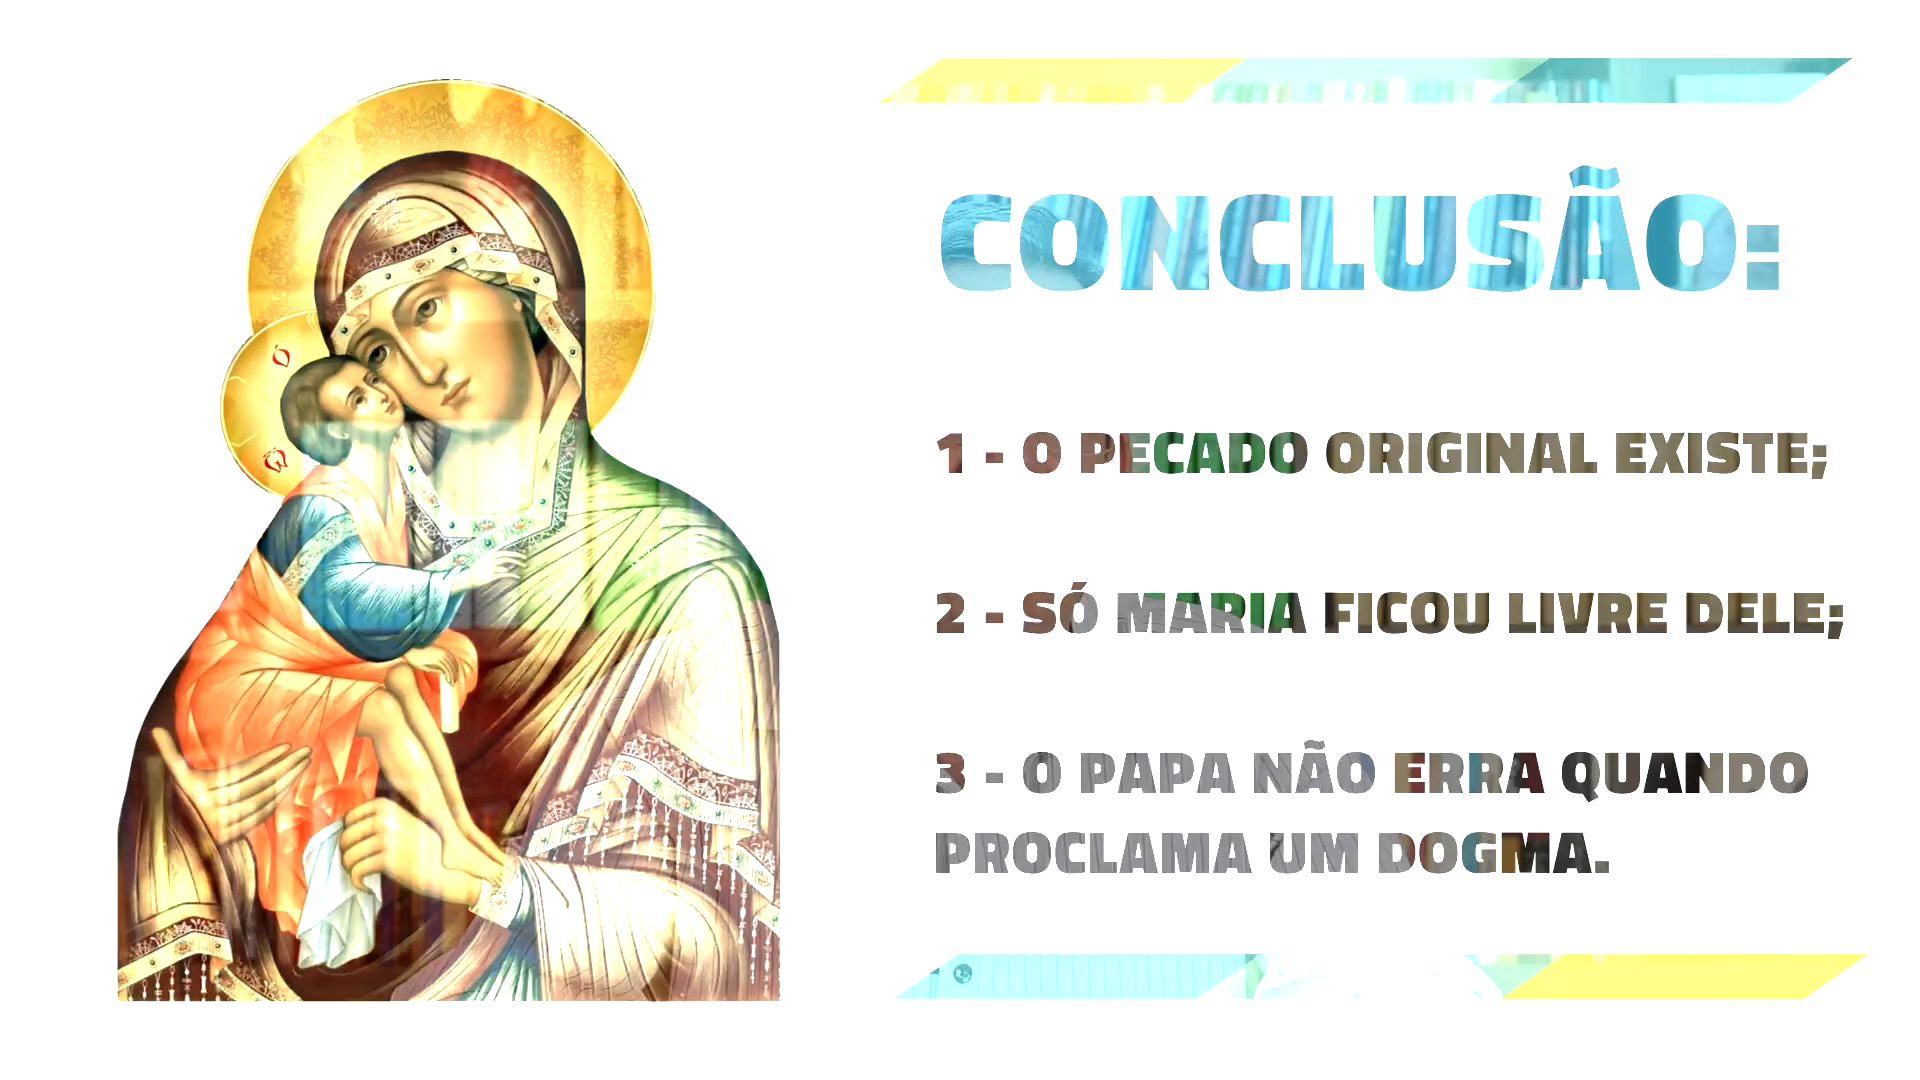 CONCLUSÃO:
1 - O PECADO ORIGINAL EXISTE;
2 - SÓ MARIA FICOU LIVRE DELE;
3 - O PAPA NÃO ERRA QUANDO
PROCLAMA UM DOGMA.